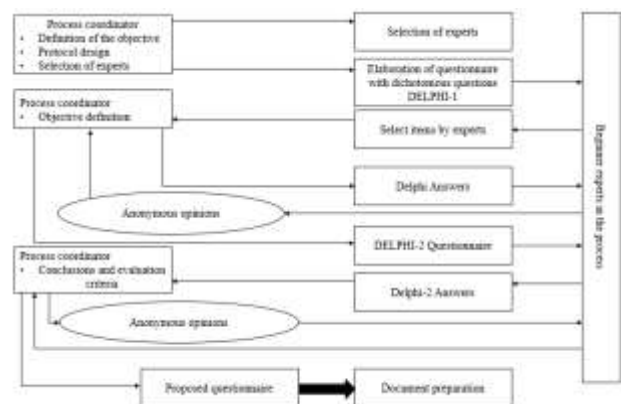 Process coordinator
• Definition of the objective
• Protocol design
• Selection of experts
Selection of experts
Elaboration of questionnaire
with dichotomous questions
DELPHI-1
Process coordinator
• Objective definition
Select items by experts
Delphi Answers
Anonymous opinions
DELPHI-2 Questionnaire
Process coordinator
• Conclusions and evaluation
criteria
Delphi-2 Answers
Anonymous opinions
Proposed questionnaire
Document preparation
Beginner experts in the process